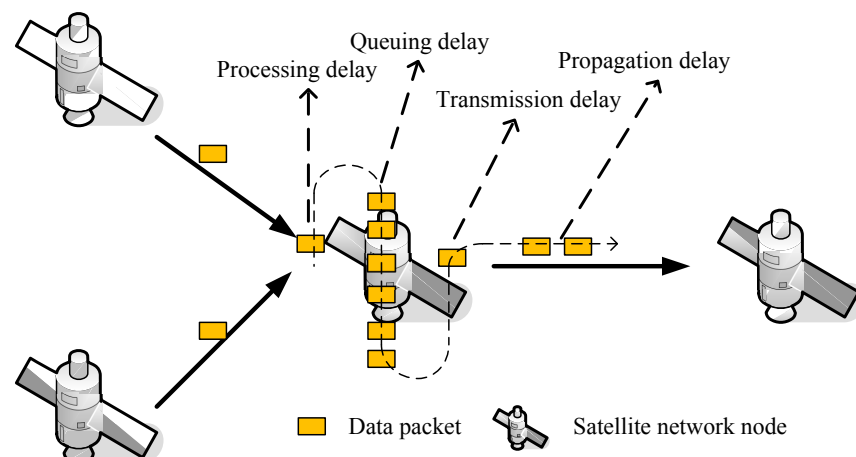 Queuing delay
Processing delay
Propagation delay
Transmission delay
Data packet
Satellite network node